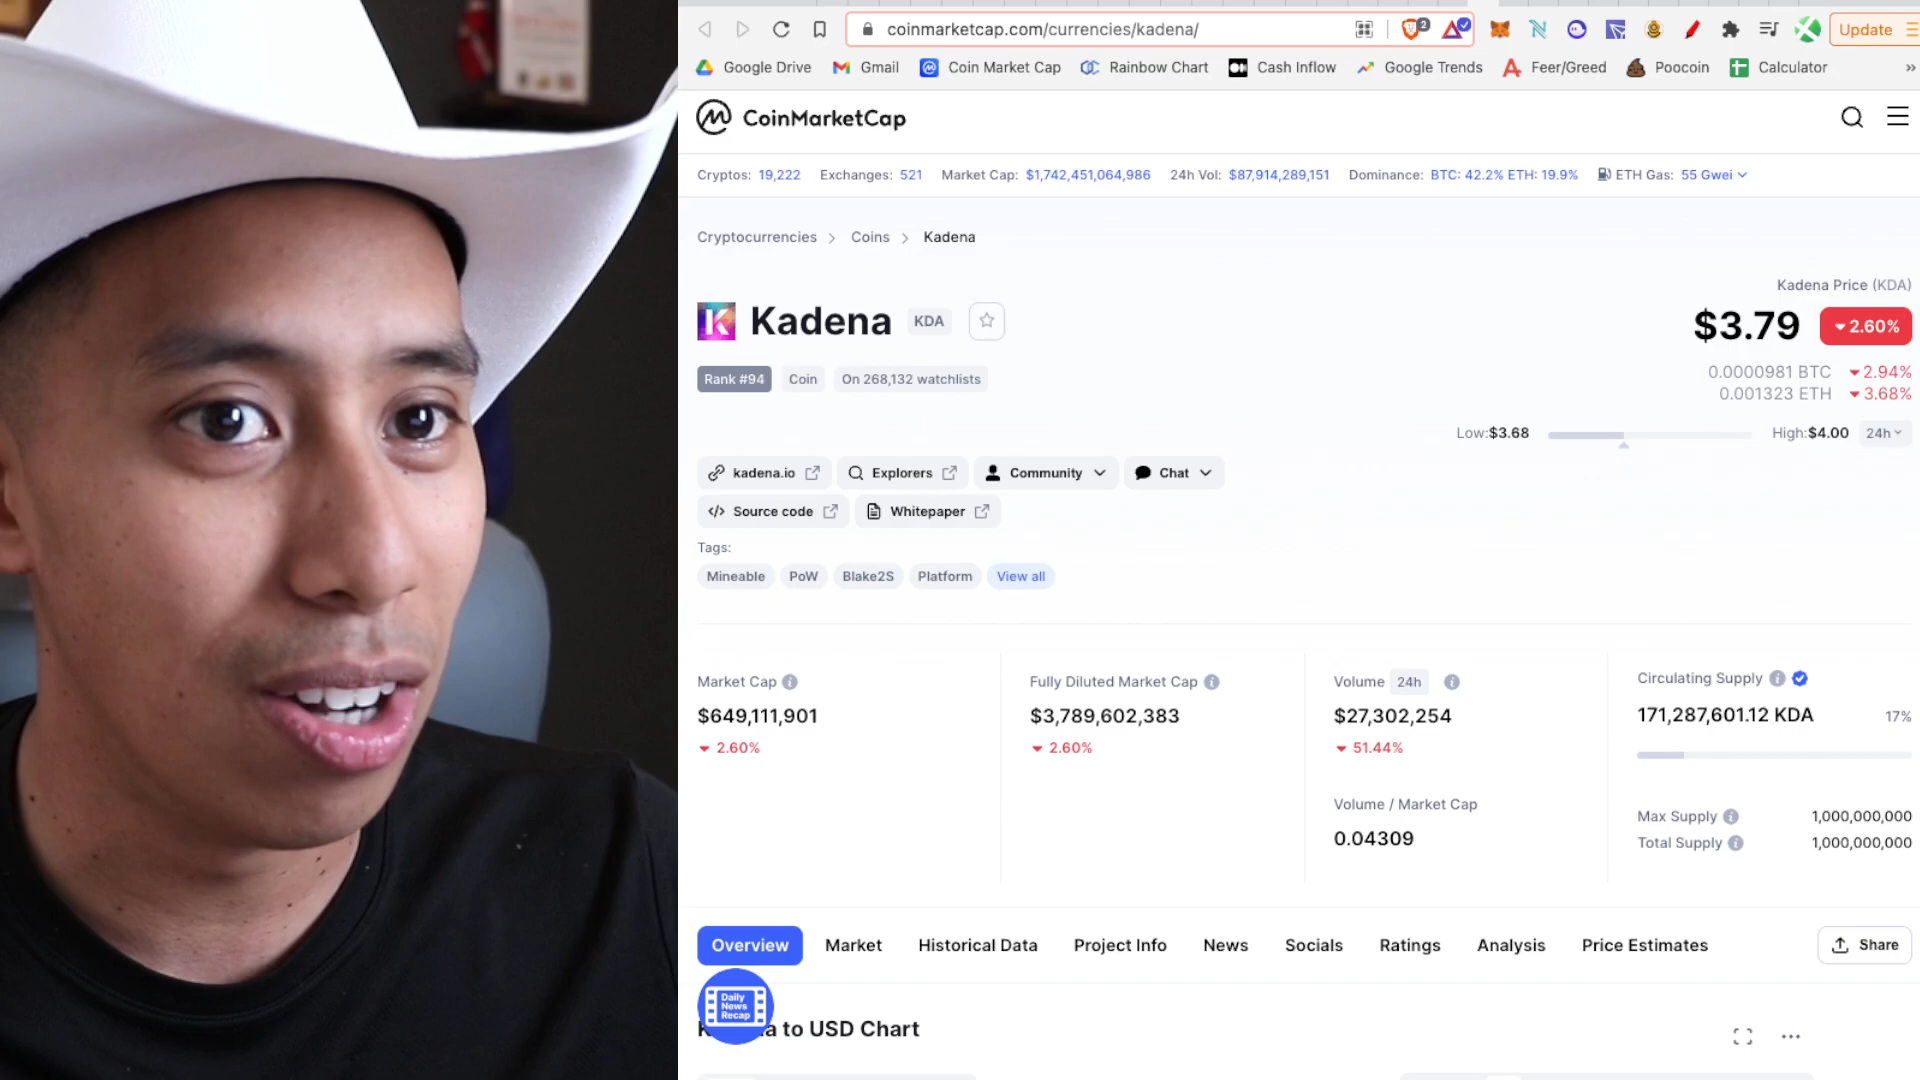 coinmarketcap.com/currencies/kadena/
2
Update
Google Drive
Gmail
Coin Market Cap
Rainbow Chart
Cash Inflow
Google Trends
Feer/Greed
Poocoin
Calculator
»
CoinMarketCap
Cryptos: 19,222 Exchanges: 521 Market Cap: $1,742,451,064,986 24h Vol: $87,914,289,151 Dominance: BTC: 42.2% ETH: 19.9% ETH Gas: 55 Gwei
Cryptocurrencies > Coins > Kadena
Kadena Price (KDA)
K Kadena KDA
$3.79 2.60%
Rank #94 Coin On 268,132 watchlists
0.0000981 BTC 2.94%
0.001323 ETH 3.68%
Low:$3.68 High:$4.00 24h
kadena.io Explorers Community Chat
Source code Whitepaper
Tags:
Mineable PoW Blake2S Platform View all
Market Cap
$649,111,901
2.60%
Fully Diluted Market Cap
$3,789,602,383
2.60%
Volume 24h
$27,302,254
51.44%
Volume / Market Cap
0.04309
Circulating Supply
171,287,601.12 KDA 17%
Max Supply 1,000,000,000
Total Supply 1,000,000,000
Overview Market Historical Data Project Info News Socials Ratings Analysis Price Estimates Share
Daily
News
Recap
to USD Chart